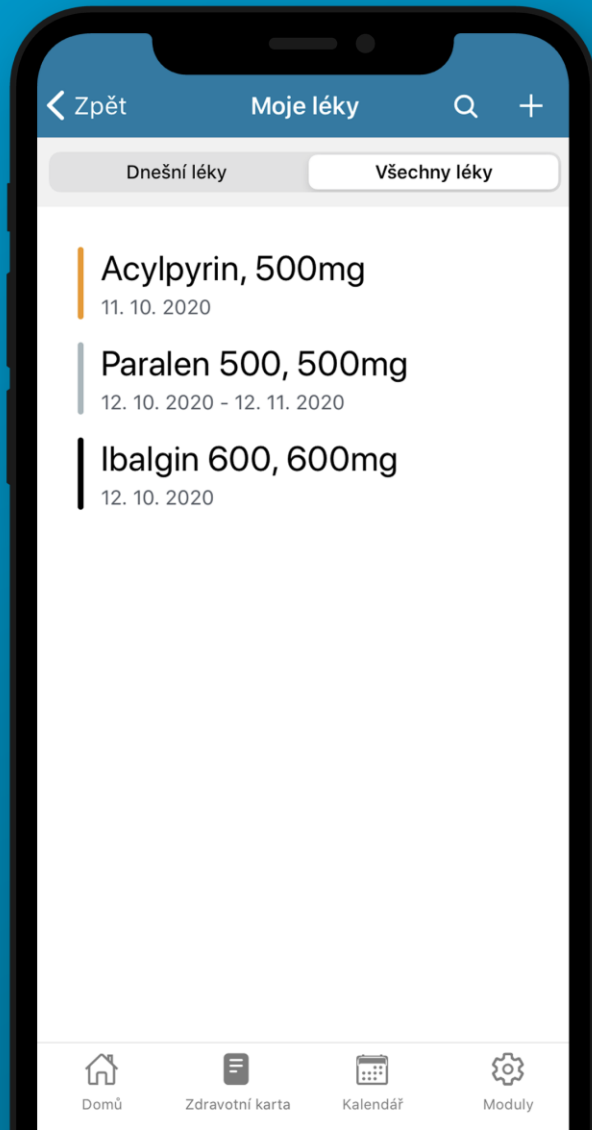 Zpět
Moje léky
Dnešní léky
Všechny léky
Acylpyrin, 500mg
11. 10. 2020
Paralen 500, 500mg
12. 10. 2020 - 12. 11. 2020
Ibalgin 600, 600mg
12. 10. 2020
Domů
Zdravotní karta
Kalendář
Moduly